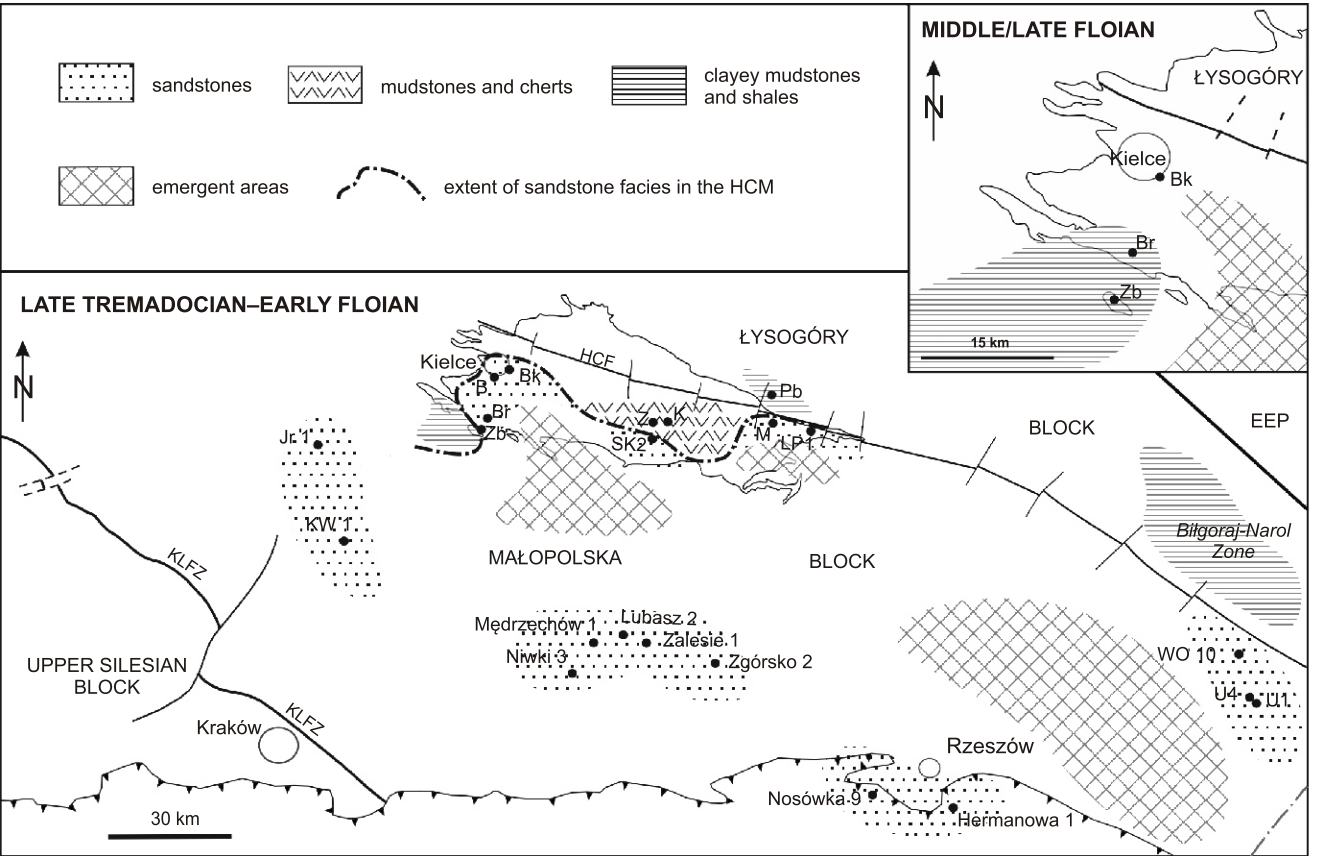 sandstones
mudstones and cherts
clayey mudstones
and shales
emergent areas
extent of sandstone facies in the HCM
MIDDLE/LATE FLOIAN
ŁYSOGÓRY
N
Kielce
Bk
Br
Zb
15 km
LATE TREMADOCIAN–EARLY FLOIAN
N
ŁYSOGÓRY
HCF
Kielce
B
Bk
Pb
Br
Zb
Z
K
M
LP1
SK2
Jr 1
KW 1
BLOCK
EEP
Biłgoraj-Narol
Zone
KLFZ
MAŁOPOLSKA
BLOCK
Mędrzechów 1
Lubasz 2
Zalesie 1
Niwki 3
Zgórsko 2
WO 10
U4
U1
UPPER SILESIAN
BLOCK
KLFZ
Kraków
Rzeszów
Nosówka 9
Hermanowa 1
30 km